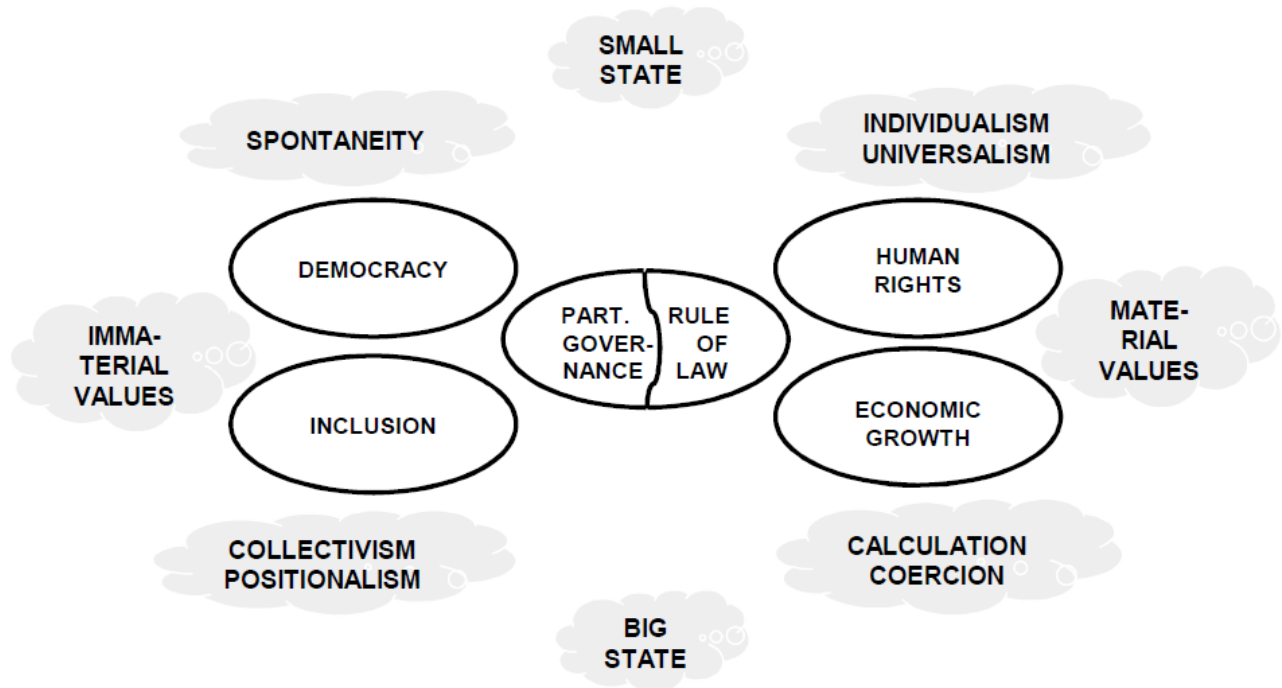 SMALL
STATE
SPONTANEITY
INDIVIDUALISM
UNIVERSALISM
DEMOCRACY
HUMAN
RIGHTS
IMMA-
TERIAL
VALUES
PART.
GOVER-
NANCE
RULE
OF
LAW
MATE-
RIAL
VALUES
INCLUSION
ECONOMIC
GROWTH
COLLECTIVISM
POSITIONALISM
CALCULATION
COERCION
BIG
STATE